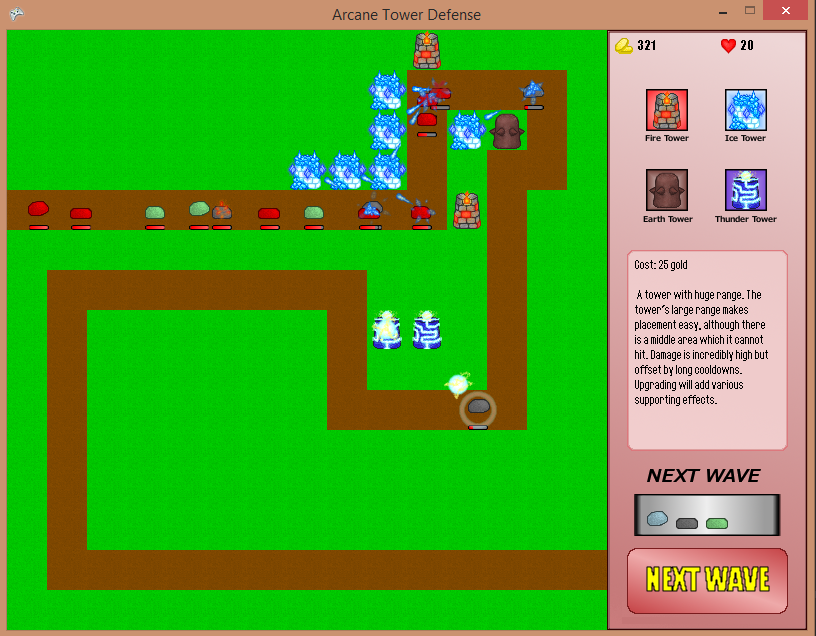 Arcane Tower Defense
321
20
Fire Tower
Ice Tower
Earth Tower
Thunder Tower
Cost: 25 gold
A tower with huge range. The
tower's large range makes
placement easy, although there
is a middle area which it cannot
hit. Damage is incredibly high but
offset by long cooldowns.
Upgrading will add various
supporting effects.
NEXT WAVE
NEXT WAVE